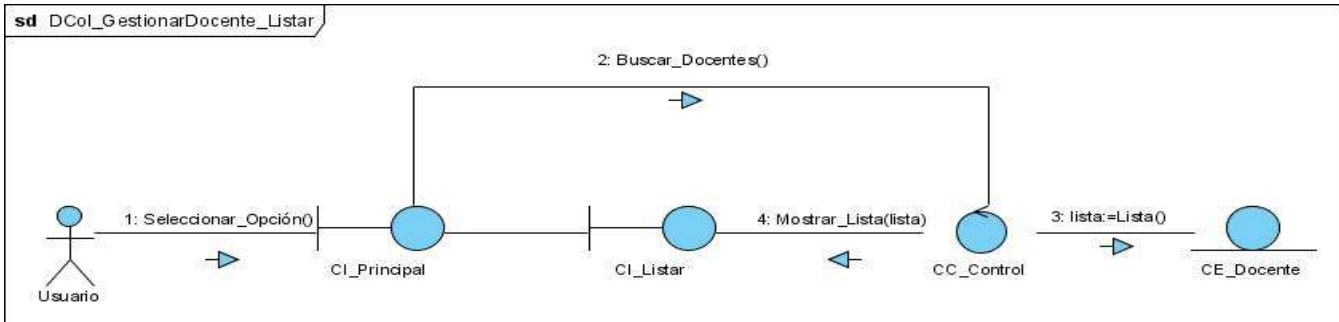 sd DCol_GestionarDocente_Listar
2: Buscar_Docentes()
1: Seleccionar_Opción()
4: Mostrar_Lista(lista)
3: lista:=Lista()
Usuario
CI_Principal
CI_Listar
CC_Control
CE_Docente